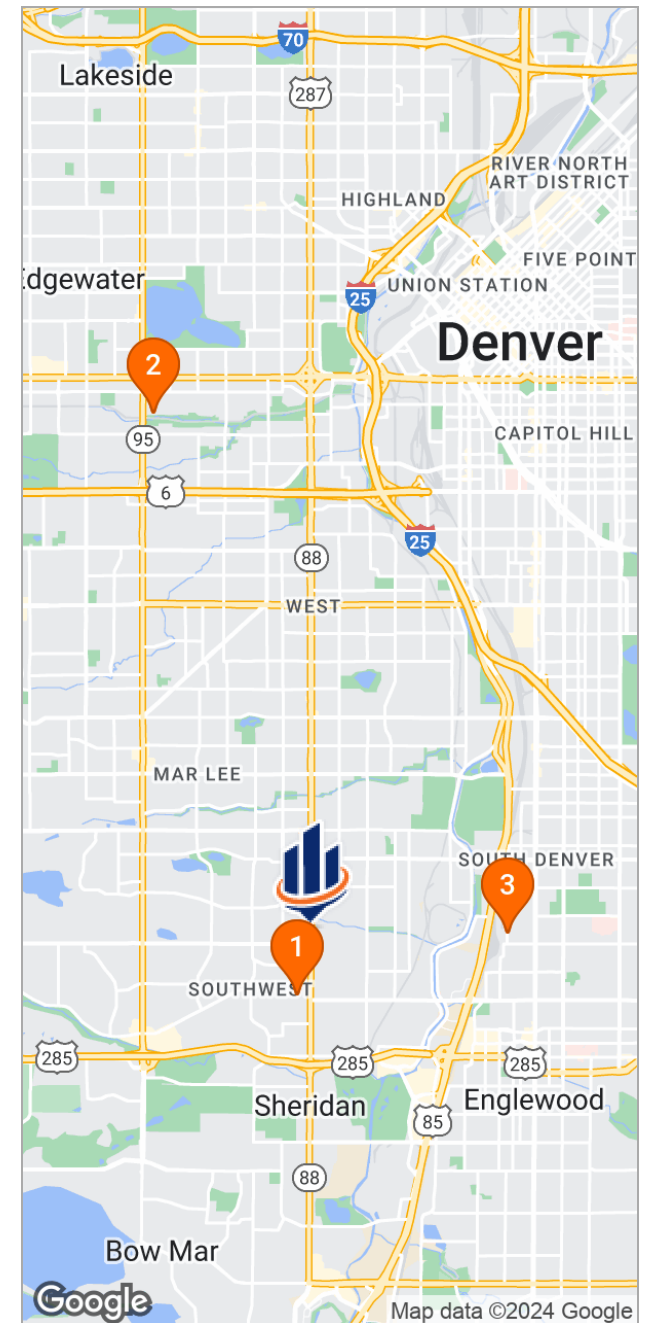 70
Lakeside
287
RIVER NORTH
ART DISTRICT
HIGHLAND
FIVE POINT
Edgewater
UNION STATION
25
Denver
2
95
CAPITOL HILL
6
25
88
WEST
MAR LEE
SOUTH DENVER
3
1
SOUTHWEST
285
285
285
Sheridan
Englewood
85
88
Bow Mar
Google
Map data ©2024 Google